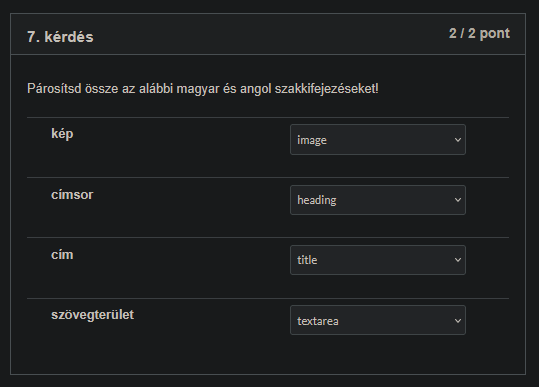 7. kérdés
2 / 2 pont
Párosítsd össze az alábbi magyar és angol szakkifejezéseket!
kép
image
címsor
heading
cím
title
szövegterület
textarea